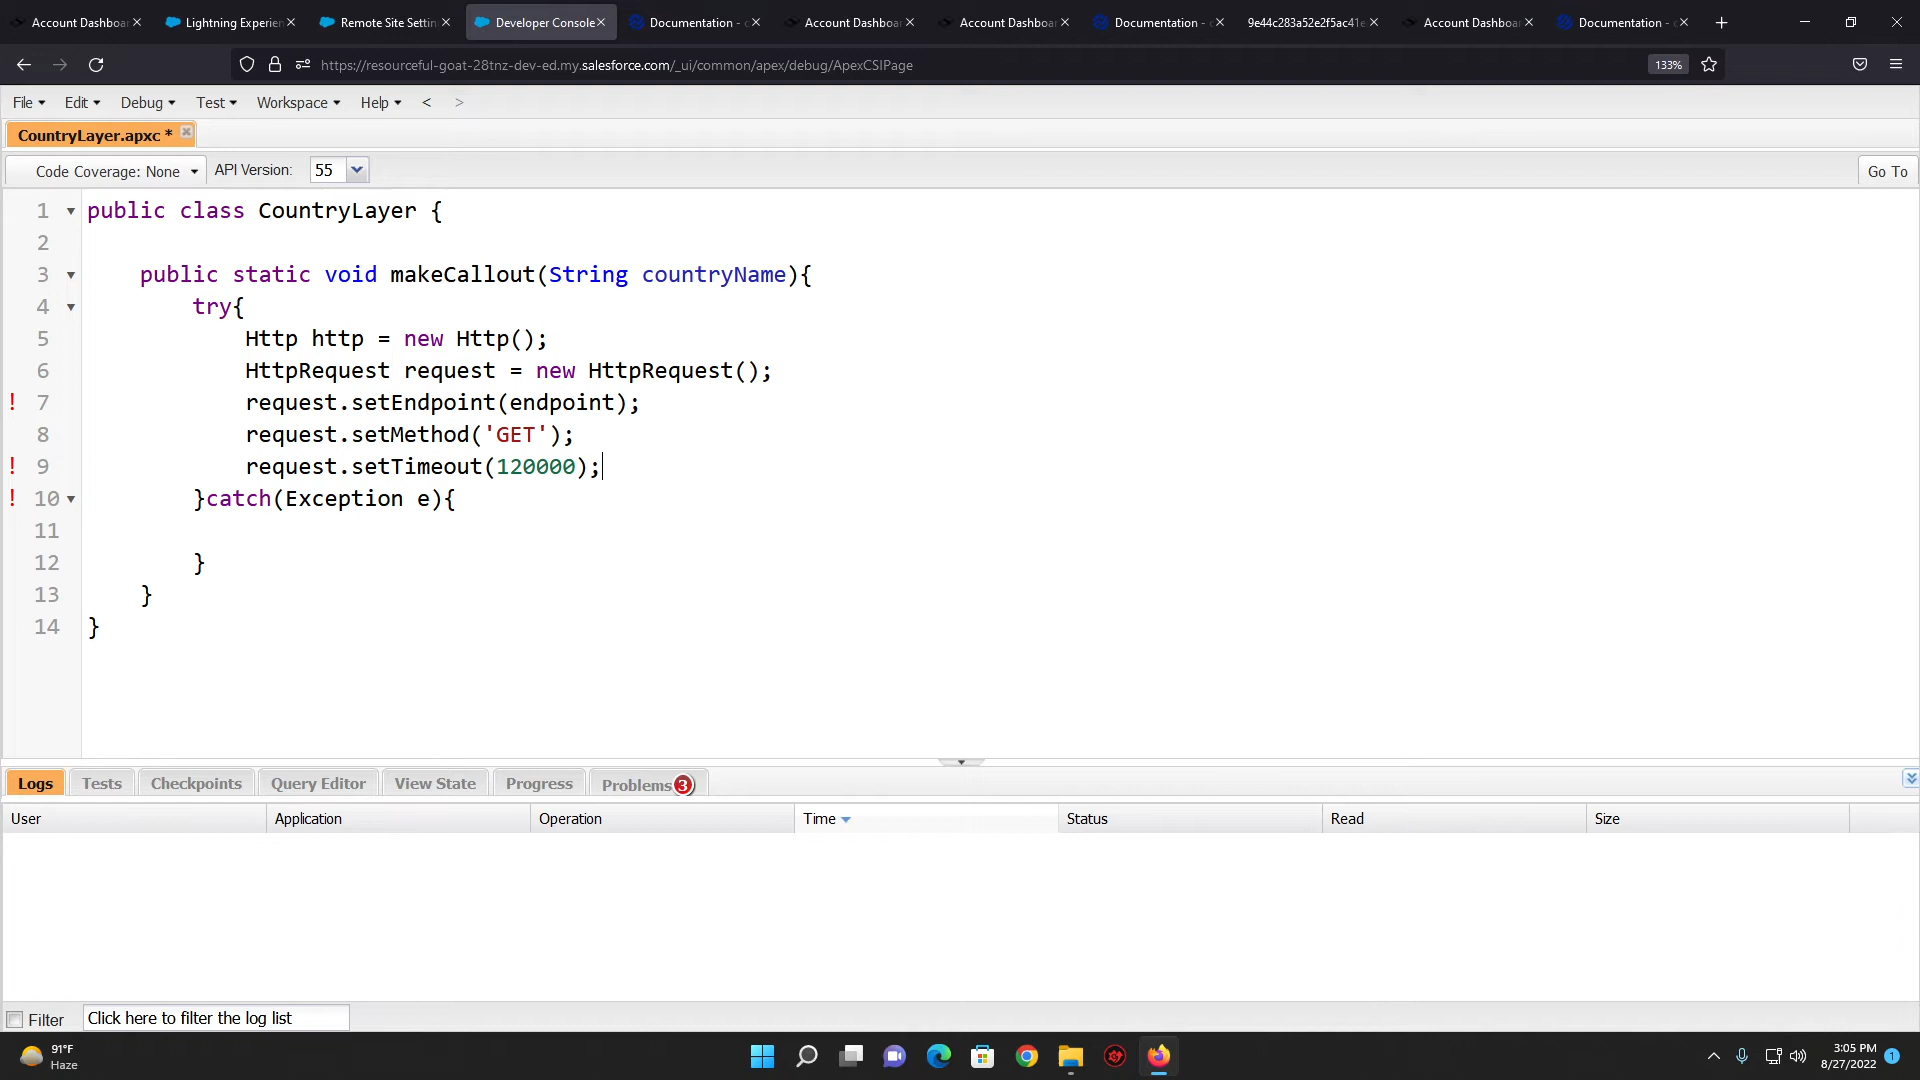 Account Dashboar
Lightning Experien
Remote Site Settin
Developer Console
Documentation - c
Account Dashboar
Account Dashboar
Documentation - c
9e44c283a52e2f5ac41e
Account Dashboa
Documentation - c
https://resourceful-goat-28tnz-dev-ed.my.salesforce.com/_ui/common/apex/debug/ApexCSIPage
133%
File Edit Debug Test Workspace Help < >
CountryLayer.apxc *
Code Coverage: None API Version: 55 Go To
1 public class CountryLayer {
2
3 public static void makeCallout(String countryName){
4 try{
5 Http http = new Http();
6 HttpRequest request = new HttpRequest();
! 7 request.setEndpoint(endpoint);
8 request.setMethod('GET');
! 9 request.setTimeout(120000);
! 10 }catch(Exception e){
11
12 }
13 }
14 }
Logs Tests Checkpoints Query Editor View State Progress Problems 3
User Application Operation Time Status Read Size
Filter Click here to filter the log list
91°F
Haze
3:05 PM
8/27/2022
1